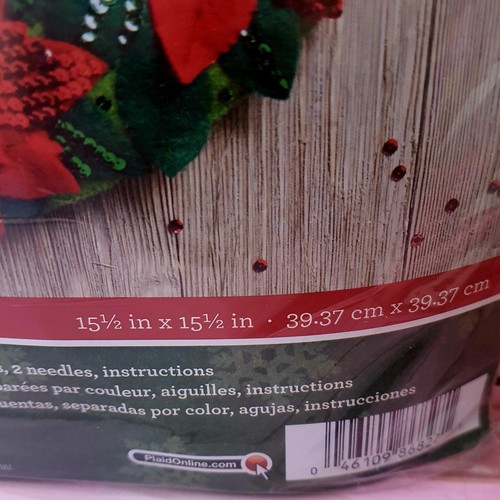 15½ in x 15½ in · 39.37 cm x 39.37 cm
s, 2 needles, instructions
parées par couleur, aiguilles, instructions
uentas, separadas por color, agujas, instrucciones
PlaidOnline.com
0 46109 8682